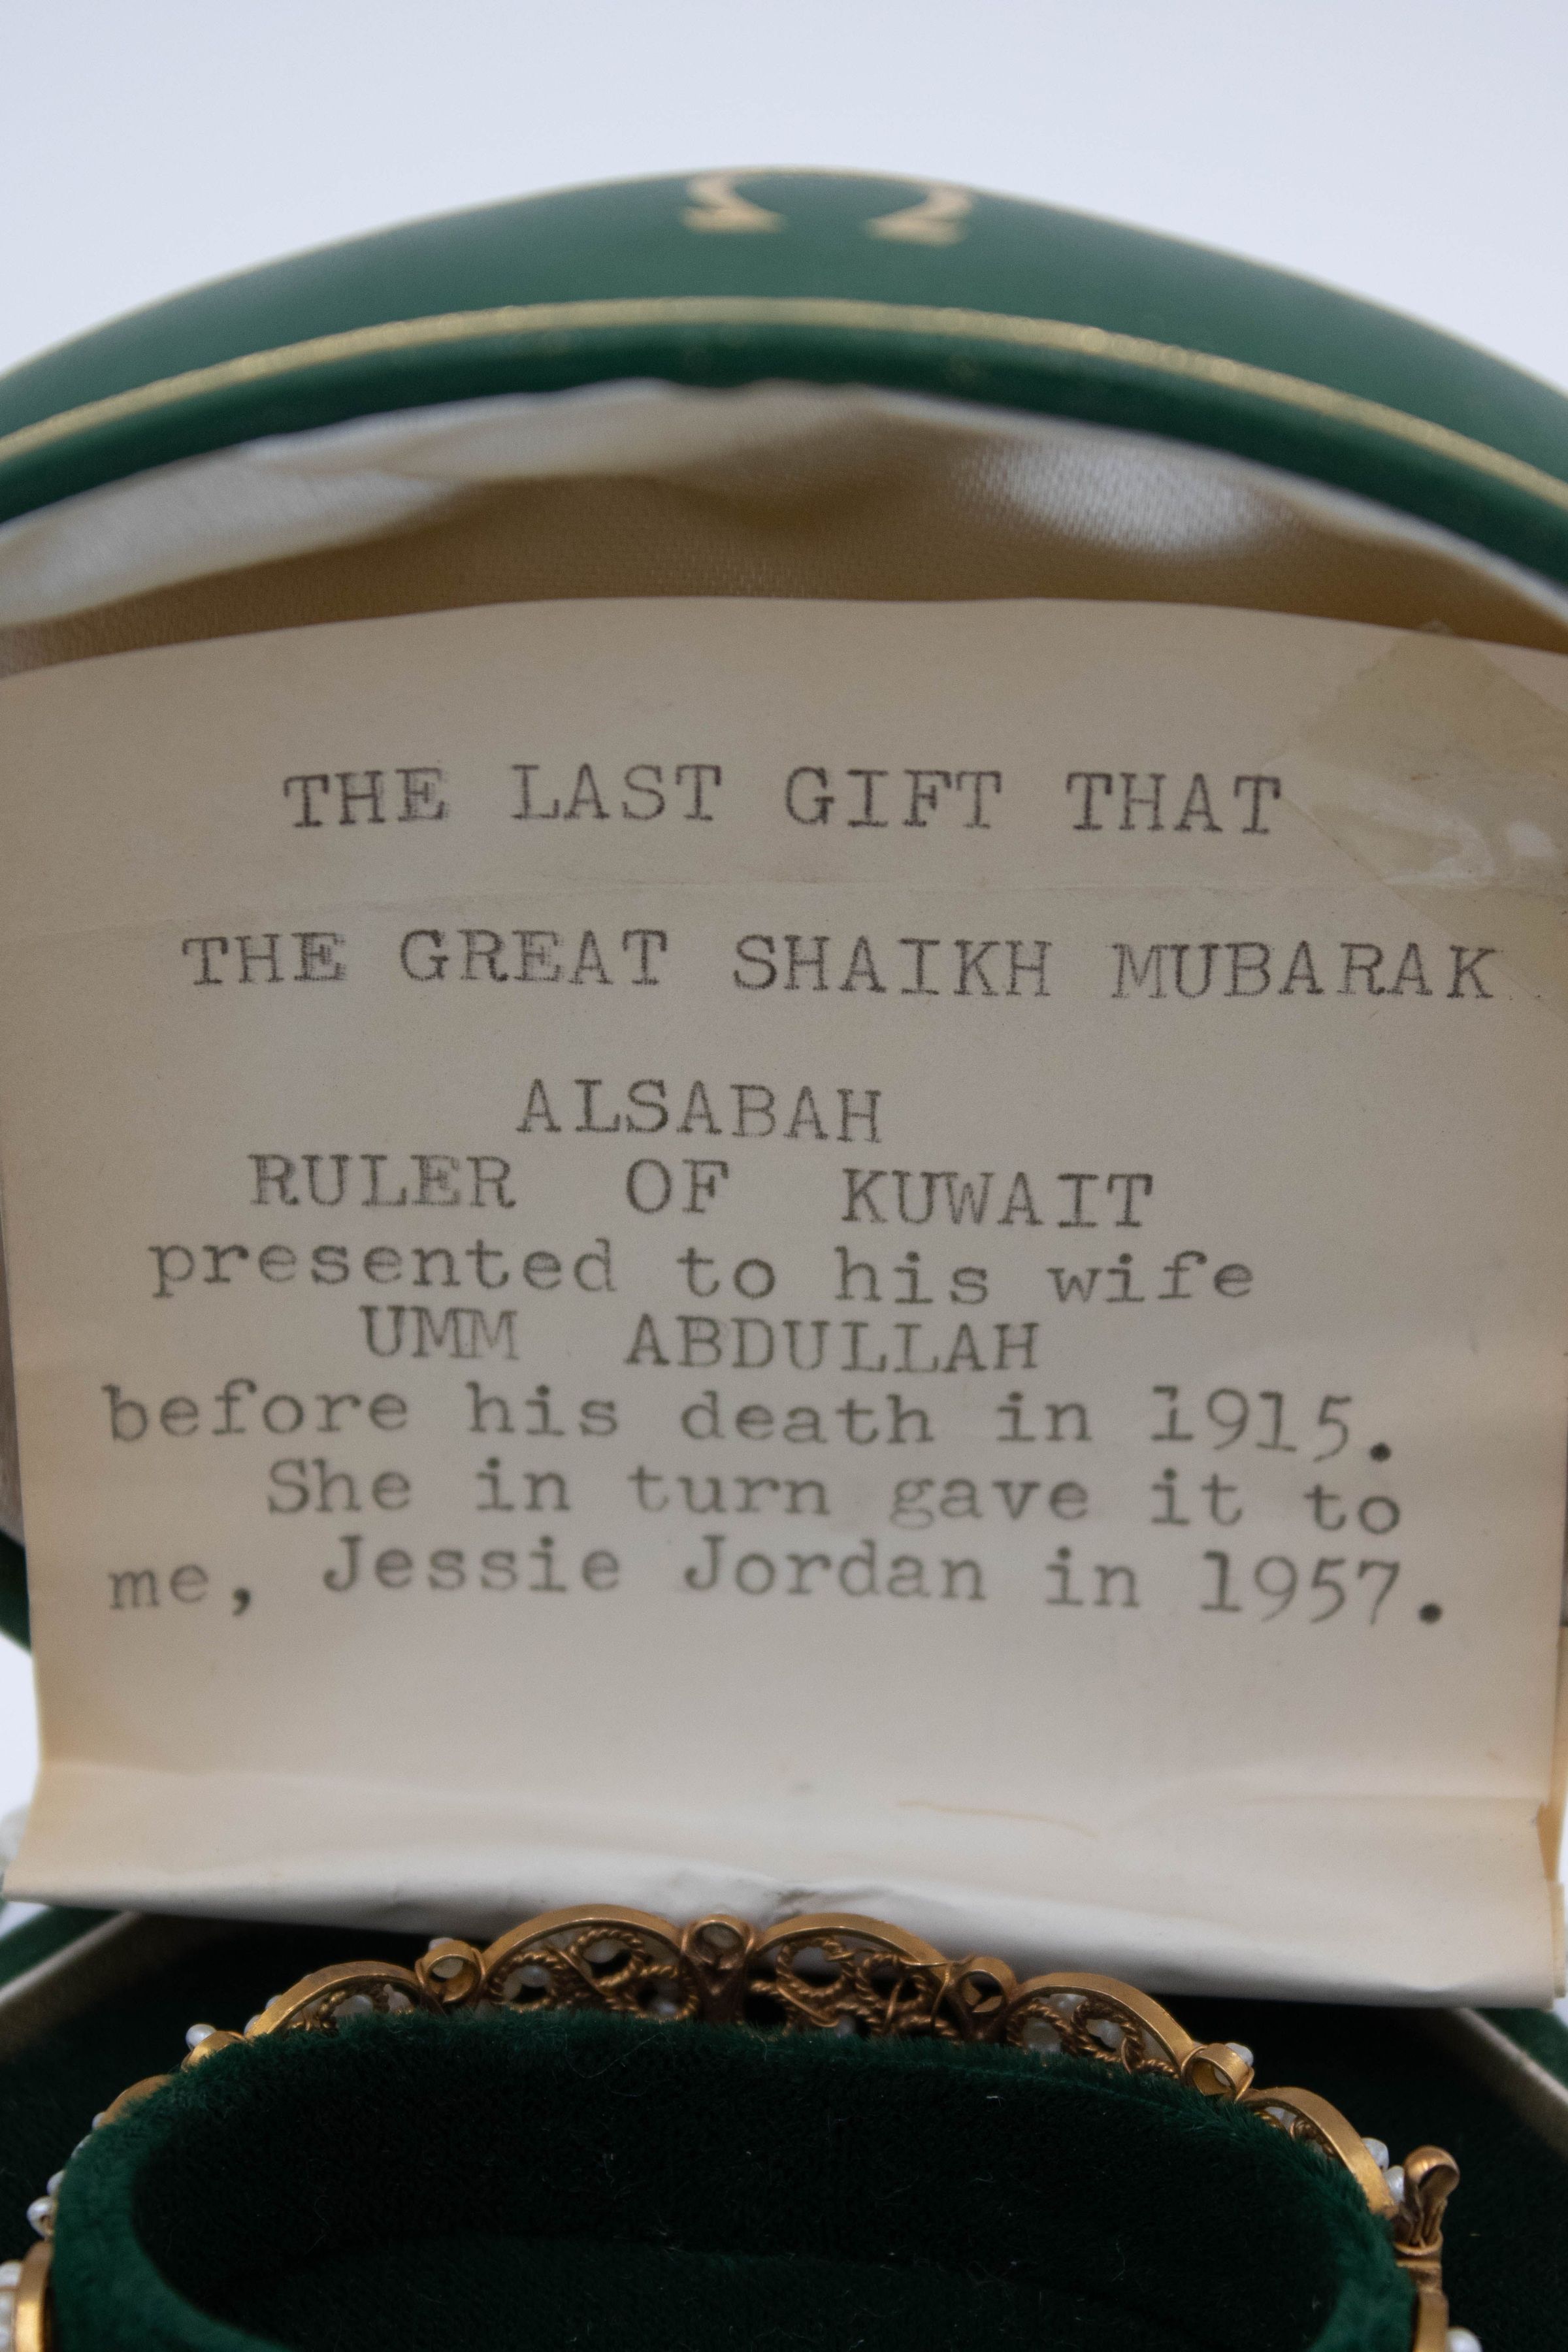 THE LAST GIFT THAT
THE GREAT SHAIKH MUBARAK
ALSABAH
RULER OF KUWAIT
presented to his wife
UMM ABDULLAH
before his death in 1915.
She in turn gave it to
me, Jessie Jordan in 1957.